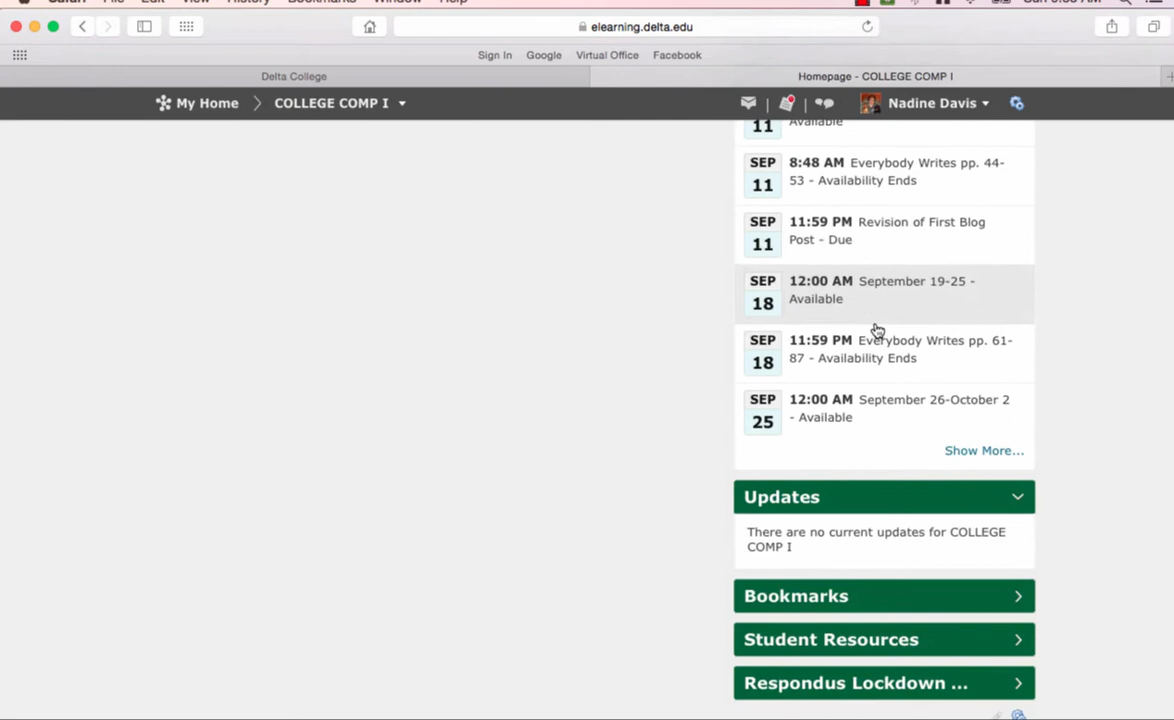 elearning.delta.edu
Sign In Google Virtual Office Facebook
Delta College
Homepage - COLLEGE COMP I
My Home COLLEGE COMP I
Nadine Davis
11 Available
SEP 8:48 AM Everybody Writes pp. 44-
11 53 - Availability Ends
SEP 11:59 PM Revision of First Blog
11 Post - Due
SEP 12:00 AM September 19-25 -
18 Available
SEP 11:59 PM Everybody Writes pp. 61-
18 87 - Availability Ends
SEP 12:00 AM September 26-October 2
25 - Available
Show More...
Updates
There are no current updates for COLLEGE
COMP I
Bookmarks
Student Resources
Respondus Lockdown ...